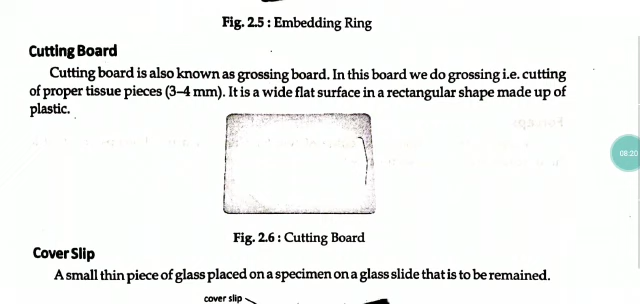 Fig. 2.5 : Embedding Ring
Cutting Board
Cutting board is also known as grossing board. In this board we do grossing i.e. cutting
of proper tissue pieces (3–4 mm). It is a wide flat surface in a rectangular shape made up of
plastic.
08:20
Fig. 2.6 : Cutting Board
Cover Slip
A small thin piece of glass placed on a specimen on a glass slide that is to be remained.
cover slip